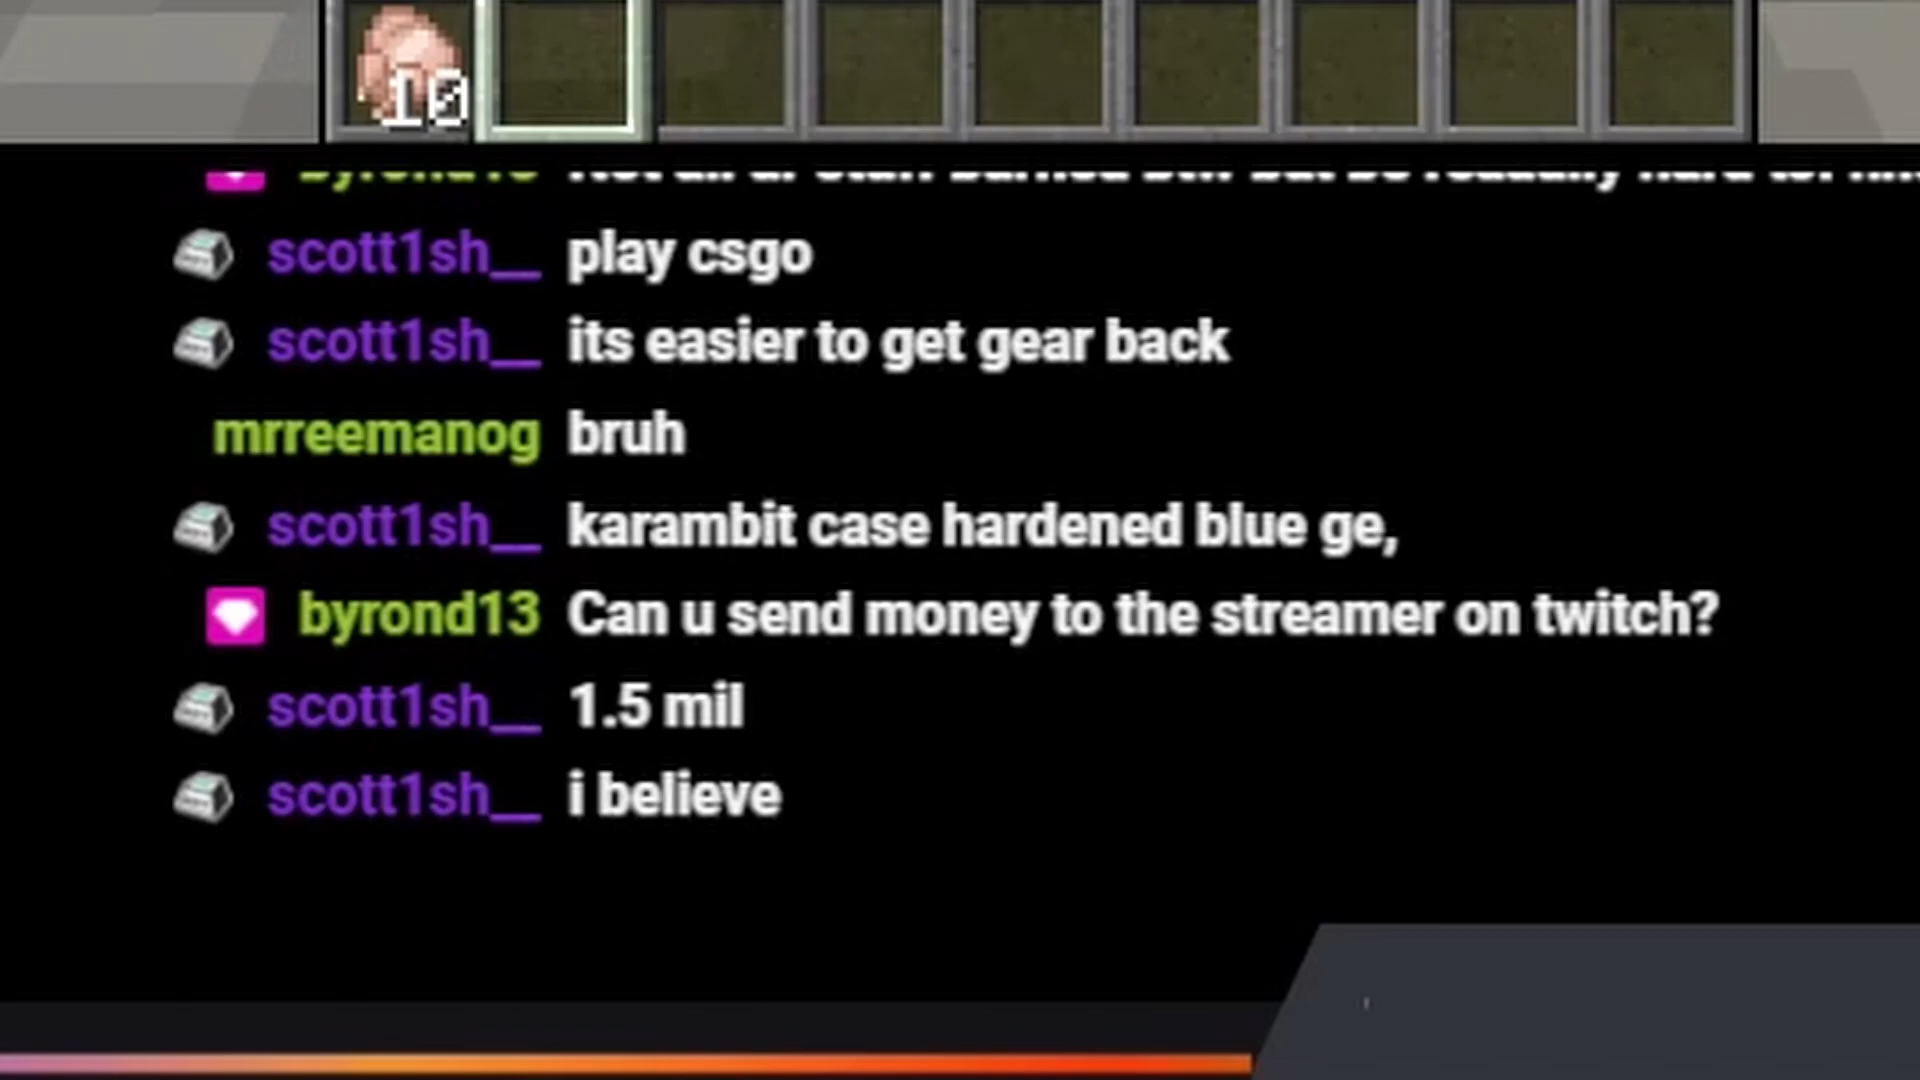 10
scott1sh__ play csgo
scott1sh__ its easier to get gear back
mrreemanog bruh
scott1sh__ karambit case hardened blue ge,
byrond13 Can u send money to the streamer on twitch?
scott1sh__ 1.5 mil
scott1sh__ i believe